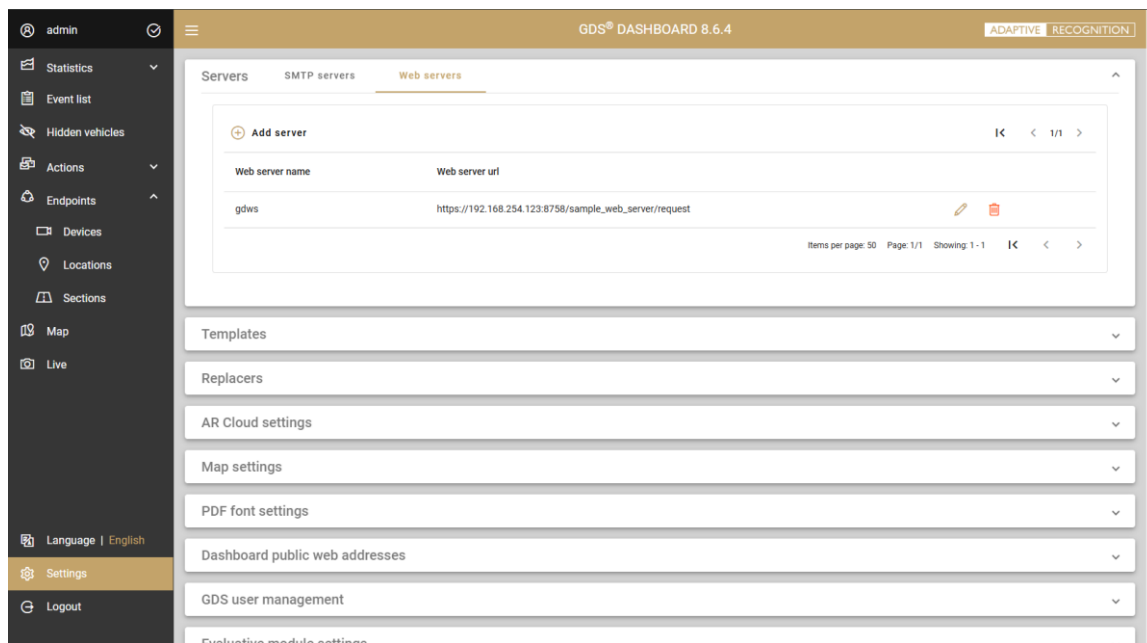 admin
GDS® DASHBOARD 8.6.4
ADAPTIVE RECOGNITION
Statistics
Event list
Hidden vehicles
Actions
Endpoints
Devices
Locations
Sections
Map
Live
Language | English
Settings
Logout
Servers SMTP servers Web servers
Add server 1/1
Web server name Web server url
gdws https://192.168.254.123:8758/sample_web_server/request
Items per page: 50 Page: 1/1 Showing: 1 - 1
Templates
Replacers
AR Cloud settings
Map settings
PDF font settings
Dashboard public web addresses
GDS user management
Evaluative module settings